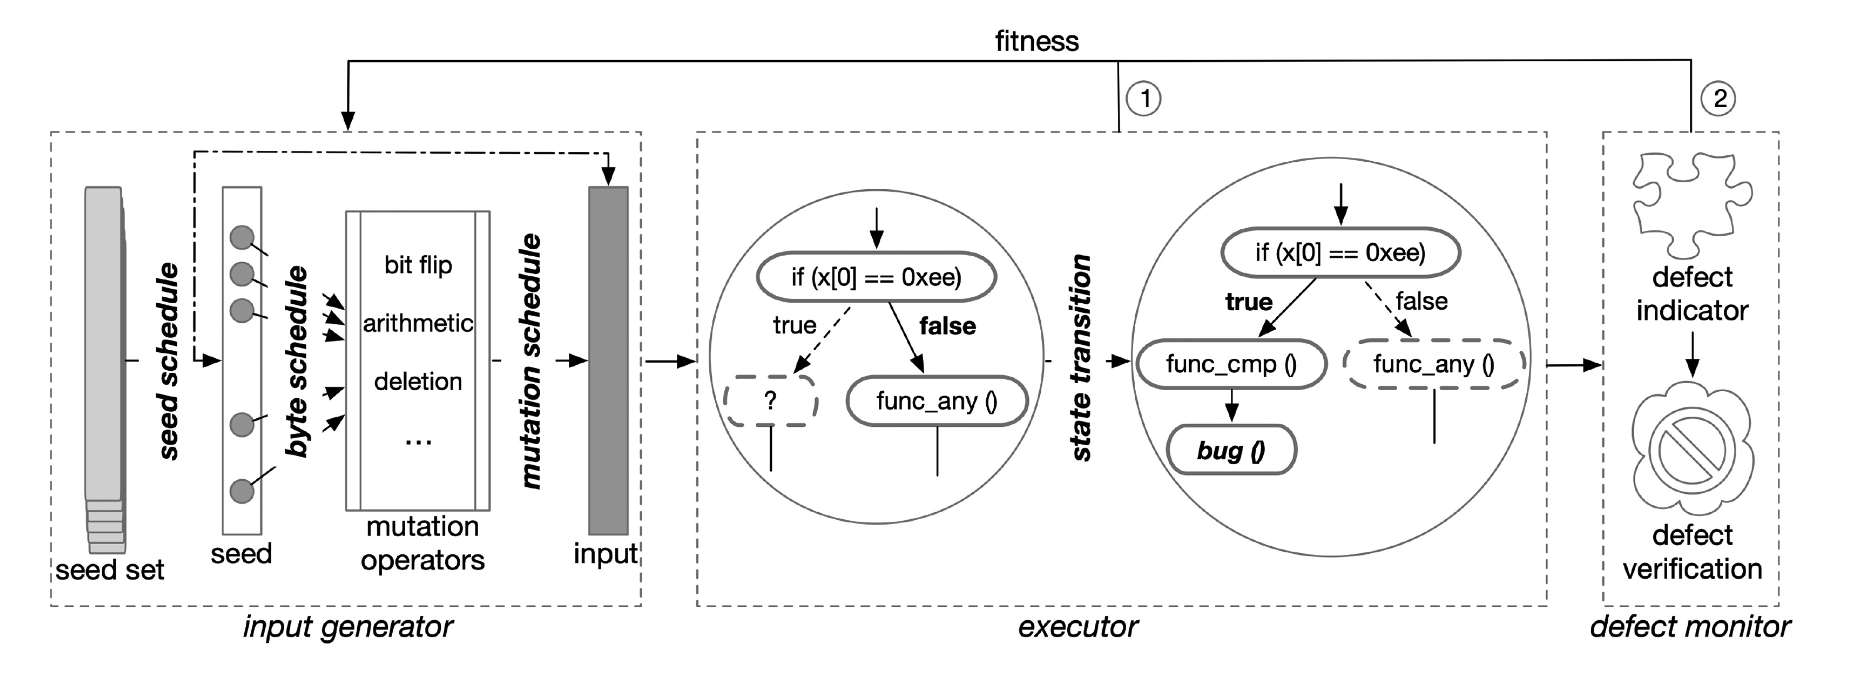 fitness
1
2
seed schedule
byte schedule
bit flip
arithmetic
deletion
...
mutation schedule
seed set
seed
mutation
operators
input
input generator
if (x[0] == 0xee)
true
false
?
func_any ()
state transition
if (x[0] == 0xee)
true
false
func_cmp ()
func_any ()
bug ()
executor
defect
indicator
defect
verification
defect monitor